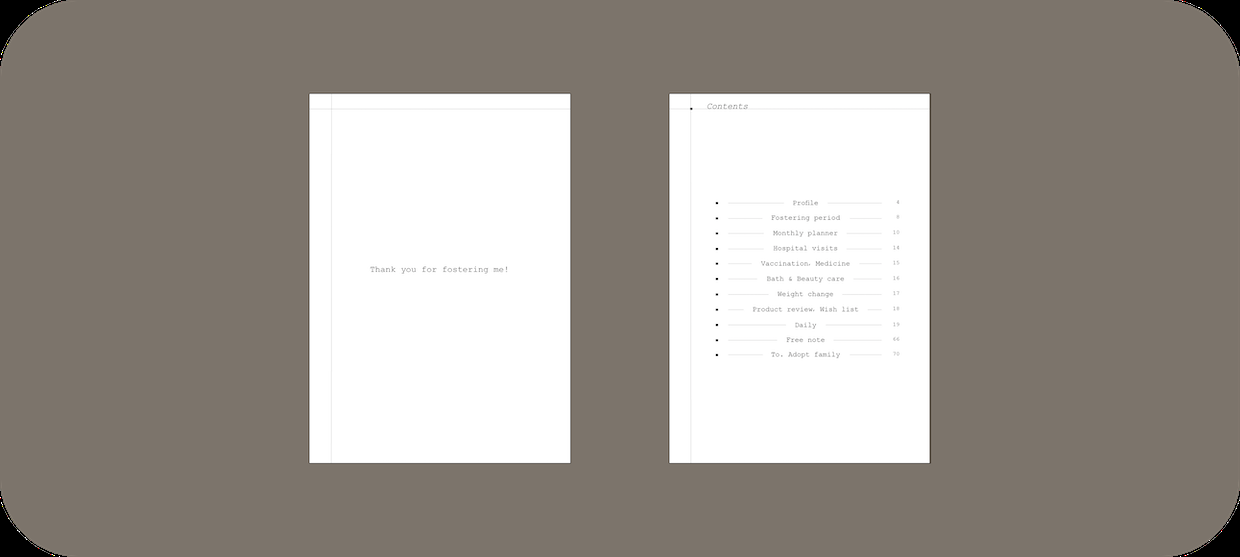 Thank you for fostering me!
Contents
Profile 4
Fostering period 8
Monthly planner 10
Hospital visits 14
Vaccination. Medicine 15
Bath & Beauty care 16
Weight change 17
Product review. Wish list 18
Daily 19
Free note 66
To. Adopt family 70